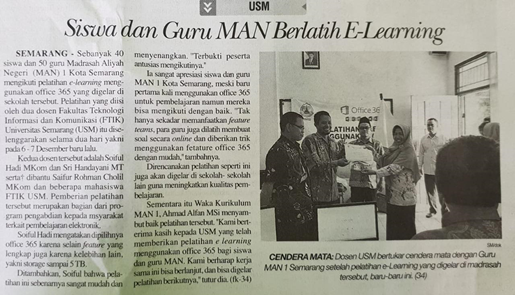 USM
Siswa dan Guru MAN Berlatih E-Learning
SEMARANG - Sebanyak 40
siswa dan 50 guru Madrasah Aliyah
Negeri (MAN) 1 Kota Semarang
mengikuti pelatihan e-learning meng-
gunakan office 365 yang digelar di
sekolah tersebut. Pelatihan yang diisi
oleh dua dosen Fakultas Teknologi
Informasi dan Komunikasi (FTIK)
Universitas Semarang (USM) itu dise-
lenggarakan selama dua hari yakni
pada 6 - 7 Desember baru lalu.
Kedua dosen tersebut adalah Soiful
Hadi MKom dan Sri Handayani MT
serta dibantu Saifur Rohman Cholil
MKom dan beberapa mahasiswa
FTIK USM. Pemberian pelatihan
tersebut merupakan bagian dari pro-
gram pengabdian kepada msyarakat
terkait pembelajaran elektronik.
Soiful Hadi mengatakan dipilihnya
office 365 karena selain feature yang
lengkap juga karena kelebihan lain,
yakni storage sampai 5 TB.
Ditambahkan, Soiful bahwa pela-
tihan ini sebenarnya sangat mudah dan
menyenangkan. "Terbukti peserta
antusias mengikutinya."
Ia sangat apresiasi siswa dan guru
MAN 1 Kota Semarang, meski baru
pertama kali menggunakan office 365
untuk pembelajaran namun mereka
bisa mengikuti dengan baik. "Tak
hanya sekadar memanfaatkan feature
teams, para guru juga dilatih membuat
soal secara online dan diberikan trik
menggunakan fetature office 365
dengan mudah," tambahnya.
Direncanakan pelatihan seperti ini
juga akan digelar di sekolah- sekolah
lain guna meningkatkan kualitas pem-
belajaran.
Sementara itu Waka Kurikulum
MAN 1, Ahmad Alfan MSi menyam-
but baik pelatihan tersebut. "Kami ber-
terima kasih kepada USM yang telah
memberikan pelatihan e learning
menggunakan office 365 bagi siswa
dan guru MAN. Kami berharap kerja
sama ini bisa berlanjut, dan bisa digelar
pelatihan berikutnya," tutur dia. (fk-34)
Office 36
PELATIHAN
CENDERA MATA: Dosen USM bertukar cendera mata dengan Guru
MAN 1 Semarang setelah pelatihan e-Learning yang digelar di madrasah
tersebut, baru-baru ini. (34)